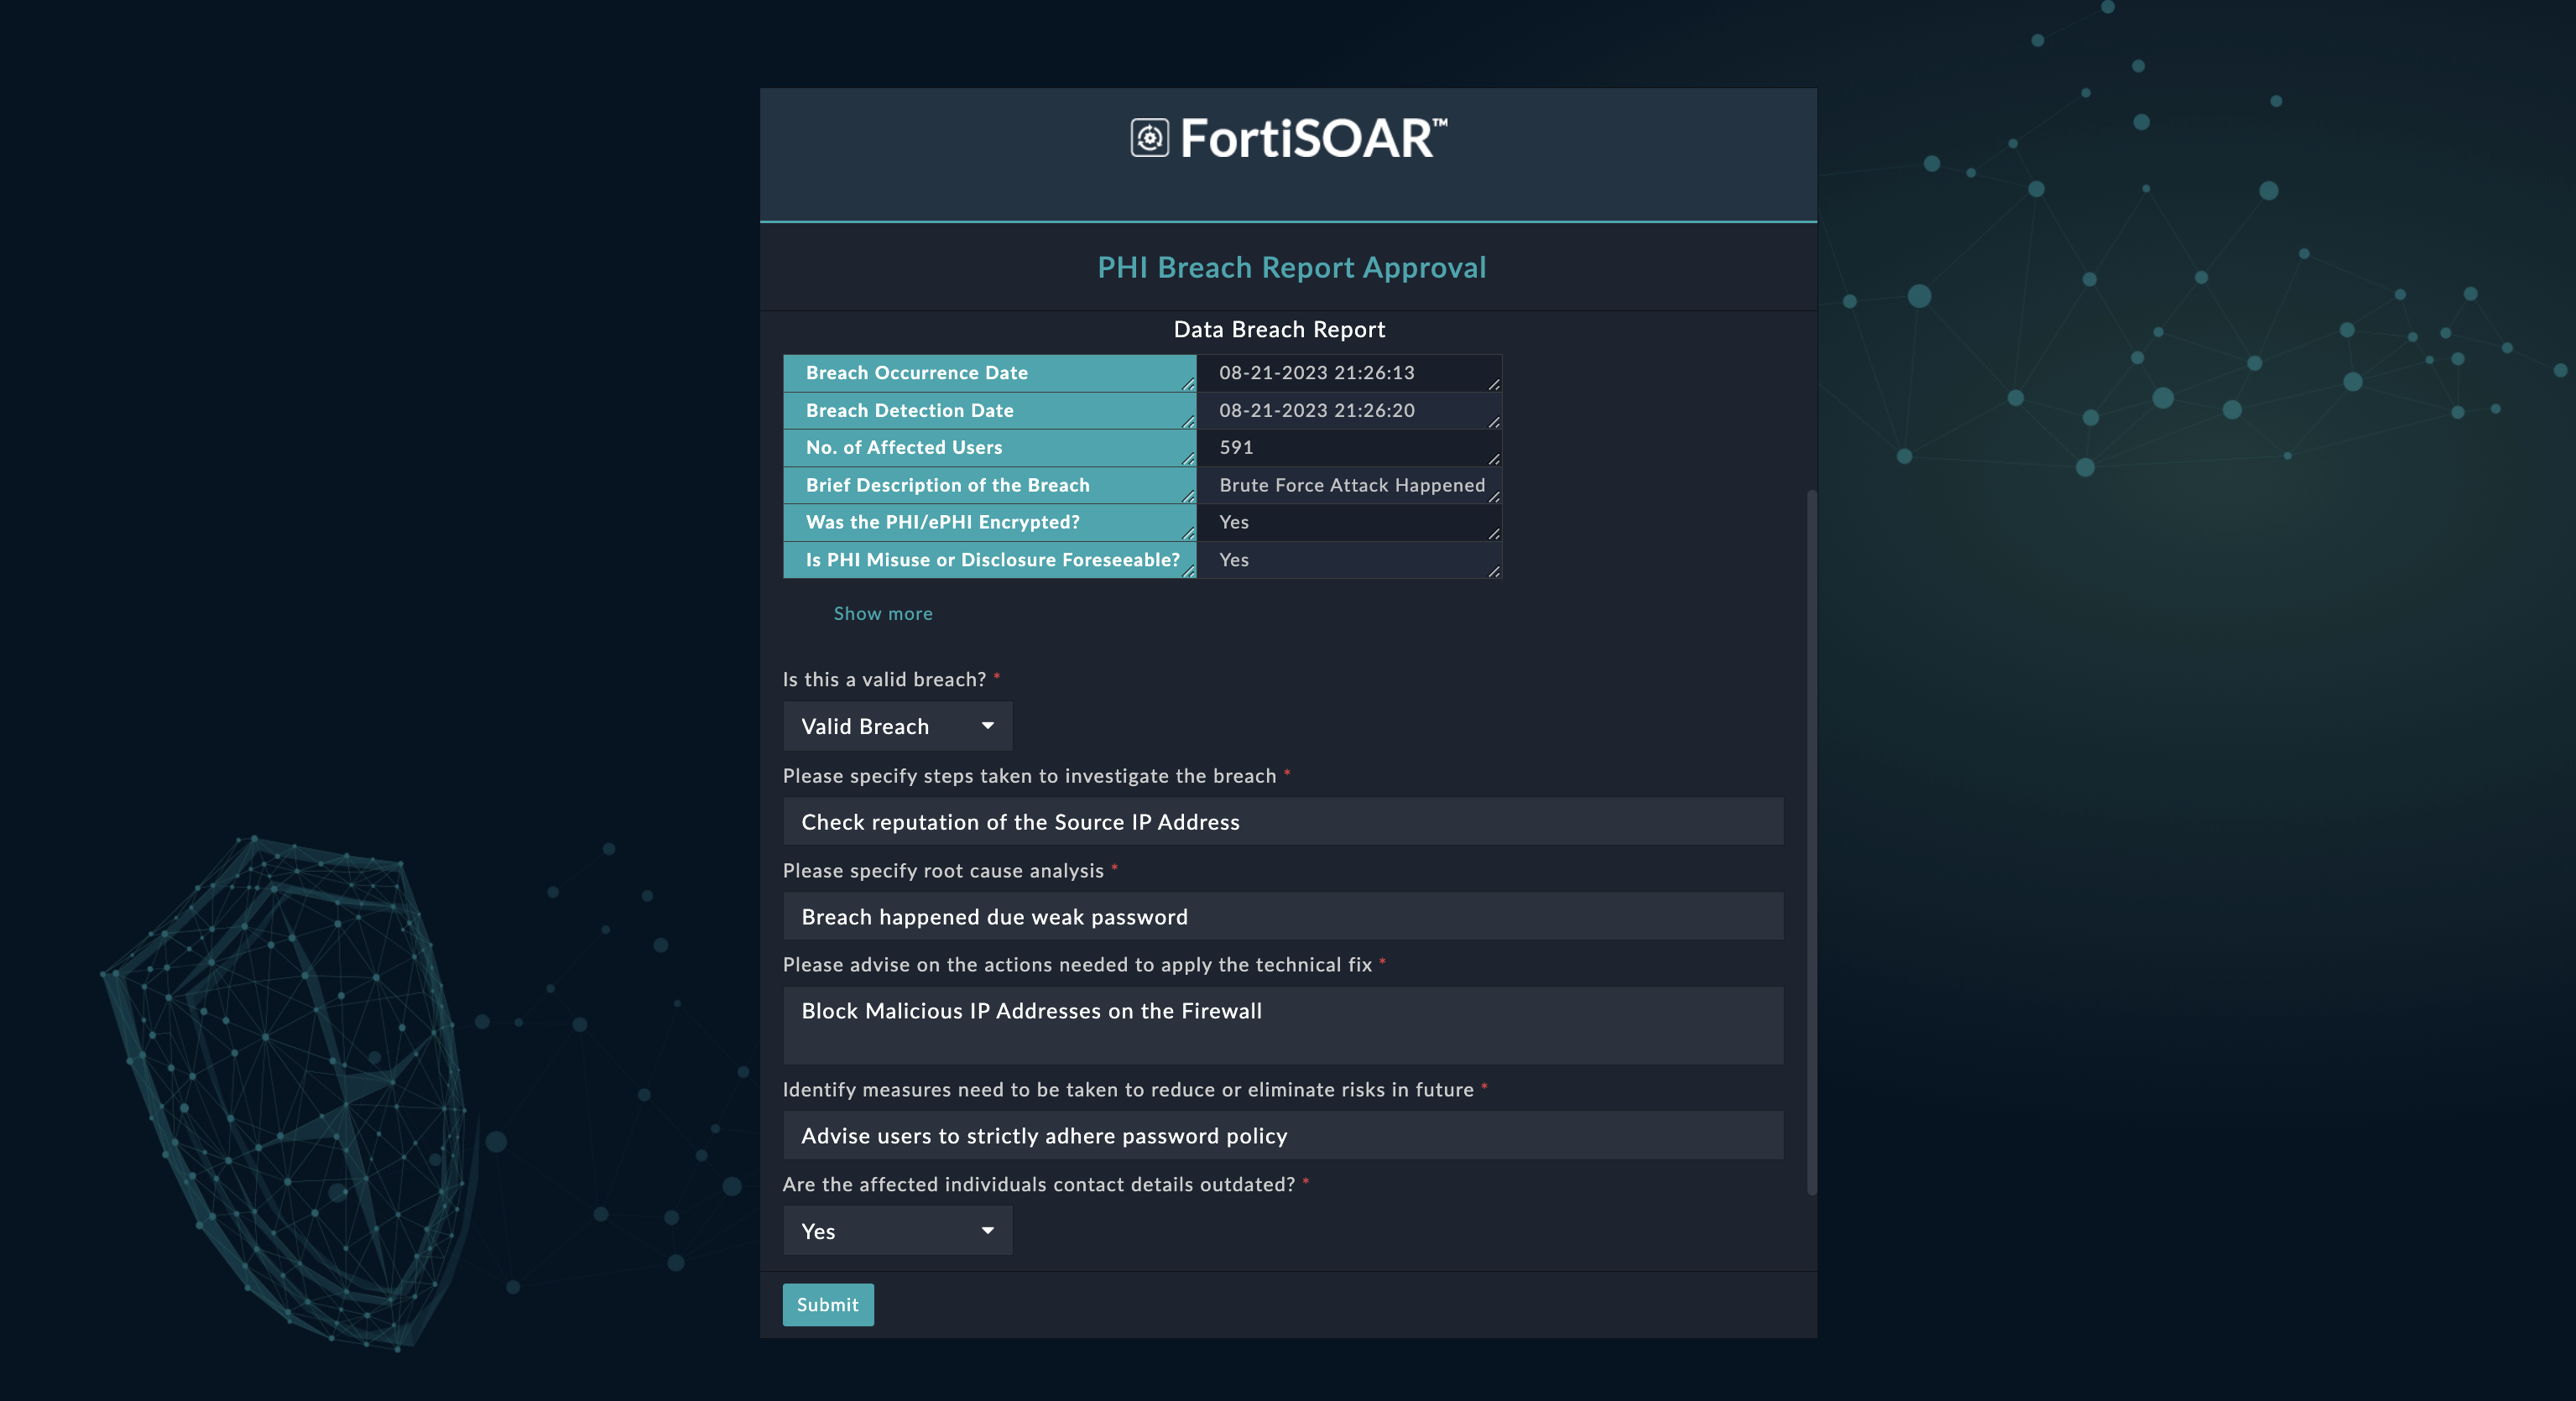 FortiSOAR™
PHI Breach Report Approval
Data Breach Report
Breach Occurrence Date 08-21-2023 21:26:13
Breach Detection Date 08-21-2023 21:26:20
No. of Affected Users 591
Brief Description of the Breach Brute Force Attack Happened
Was the PHI/ePHI Encrypted? Yes
Is PHI Misuse or Disclosure Foreseeable? Yes
Show more
Is this a valid breach? *
Valid Breach
Please specify steps taken to investigate the breach *
Check reputation of the Source IP Address
Please specify root cause analysis *
Breach happened due weak password
Please advise on the actions needed to apply the technical fix *
Block Malicious IP Addresses on the Firewall
Identify measures need to be taken to reduce or eliminate risks in future *
Advise users to strictly adhere password policy
Are the affected individuals contact details outdated? *
Yes
Submit